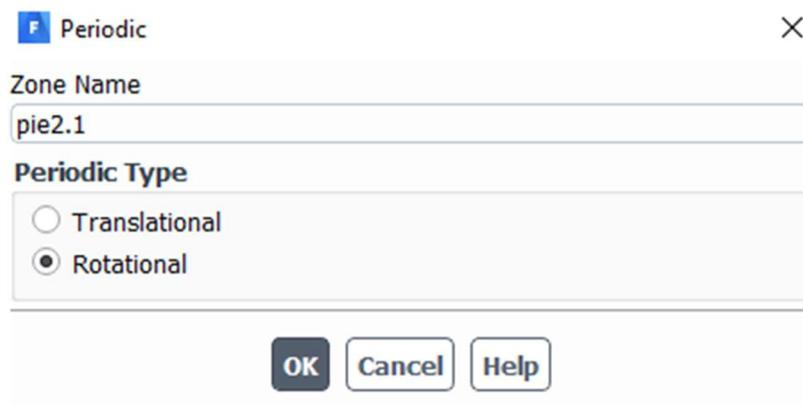 F Periodic
Zone Name
pie2.1
Periodic Type
Translational
Rotational
OK Cancel Help